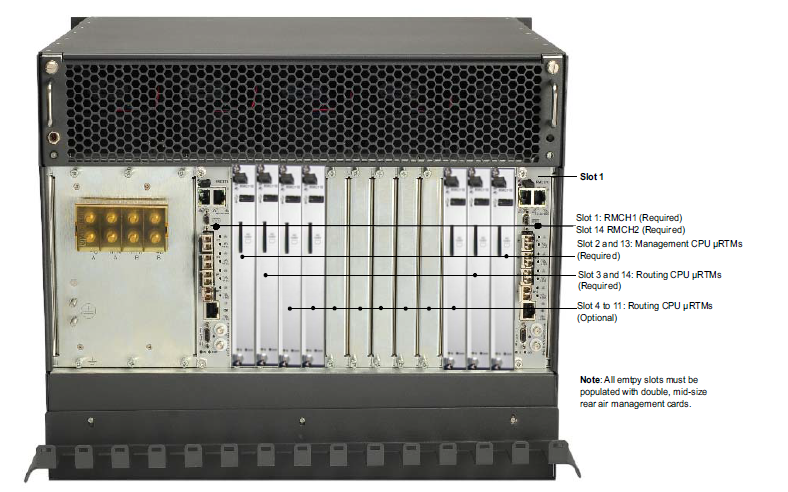 Slot 1
Slot 1: RMCH1 (Required)
Slot 14 RMCH2 (Required)
Slot 2 and 13: Management CPU µRTMs
(Required)
Slot 3 and 14: Routing CPU µRTMs
(Required)
Slot 4 to 11: Routing CPU µRTMs
(Optional)
Note: All emtpy slots must be
populated with double, mid-size
rear air management cards.
A A B B